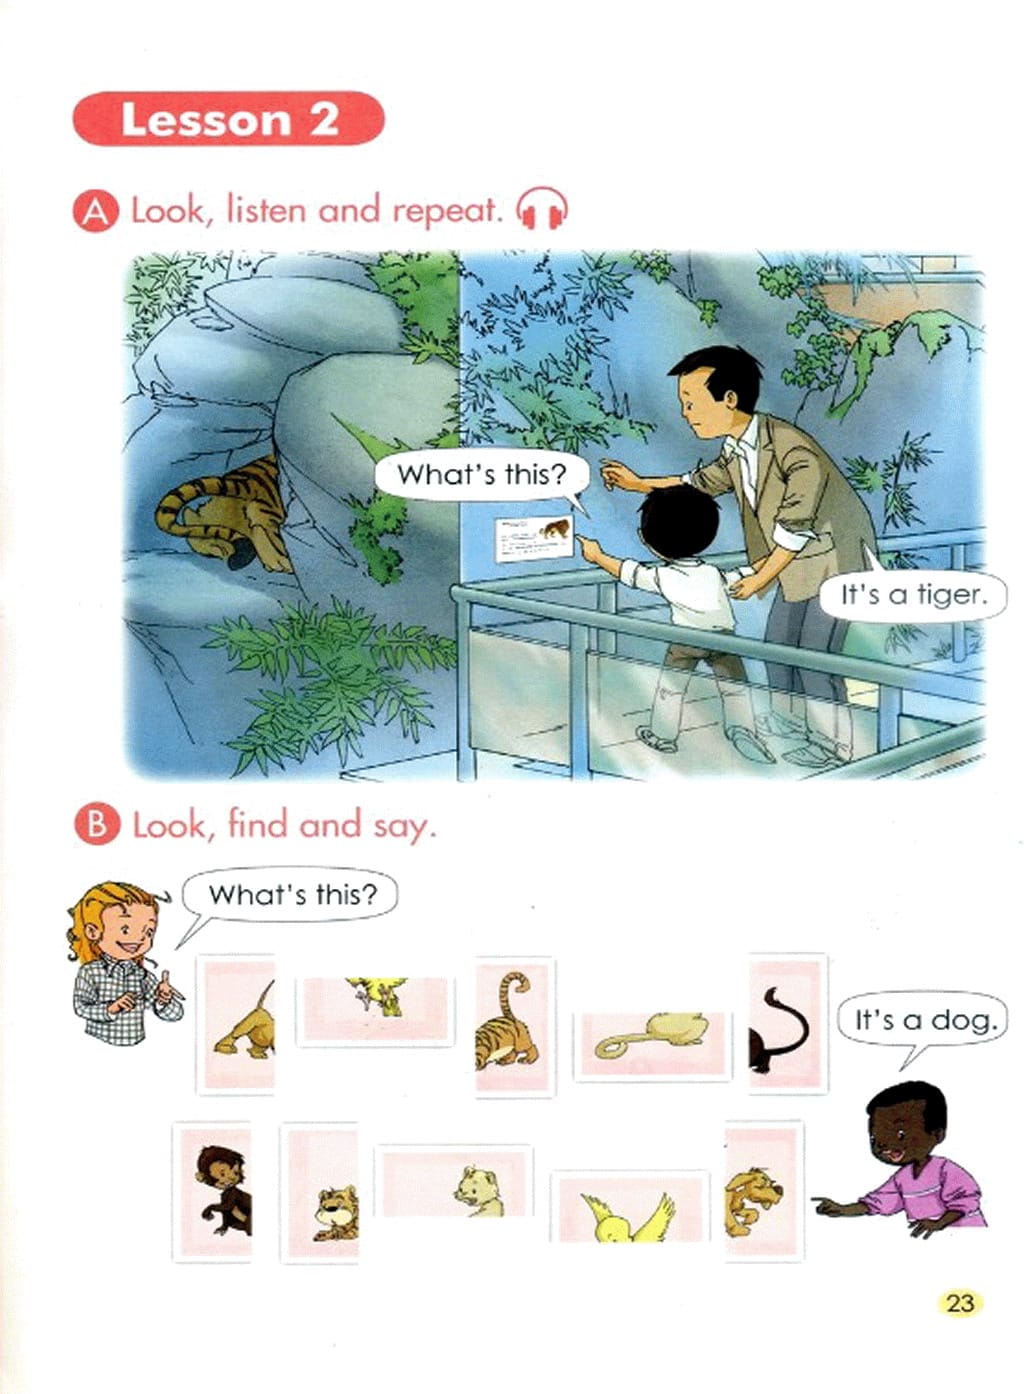 Lesson 2
A Look, listen and repeat.
What's this?
It's a tiger.
B Look, find and say.
What's this?
It's a dog.
23